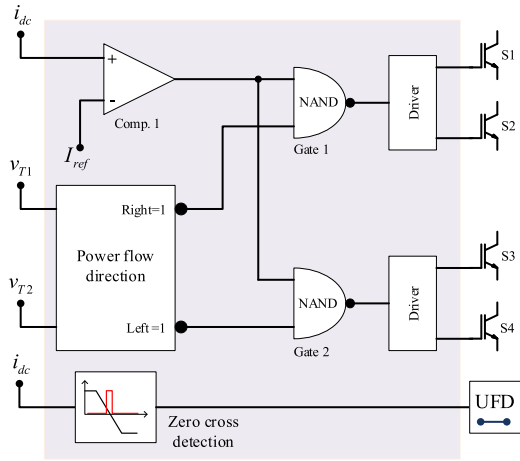 i_dc
+
-
Comp. 1
I_ref
NAND
Gate 1
Driver
S1
S2
v_T1
Right=1
Power flow
direction
v_T2
Left=1
NAND
Gate 2
Driver
S3
S4
i_dc
Zero cross
detection
UFD